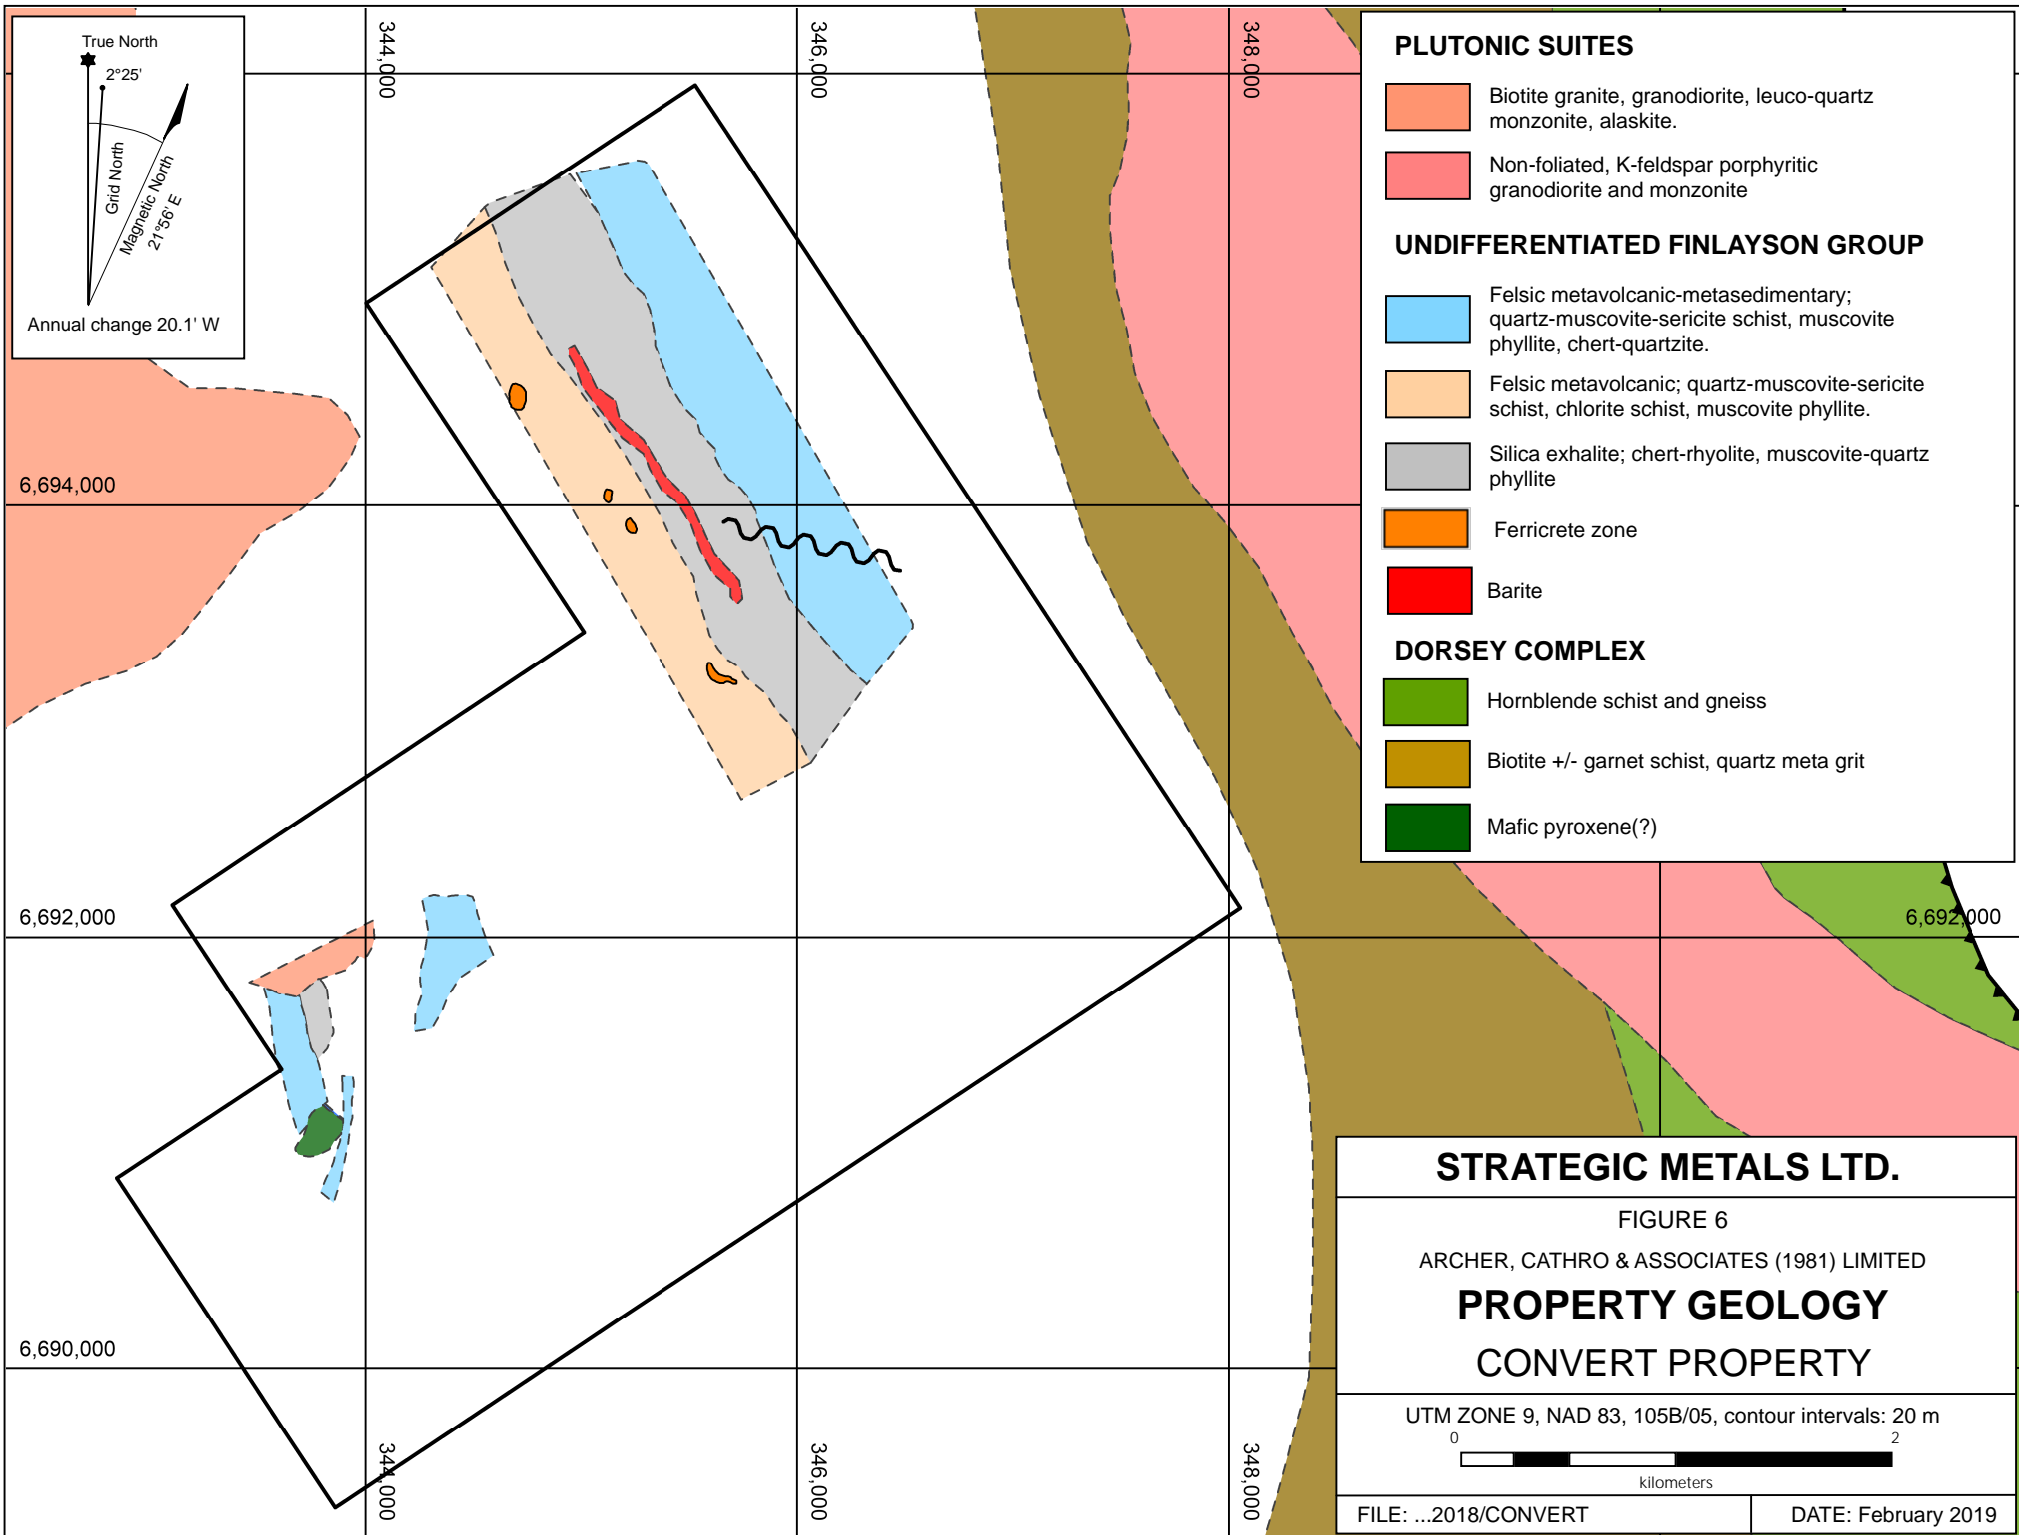 True North
2°25'
Grid North
Magnetic North
21°56' E
Annual change 20.1' W
344,000
346,000
348,000
PLUTONIC SUITES
Biotite granite, granodiorite, leuco-quartz
monzonite, alaskite.
Non-foliated, K-feldspar porphyritic
granodiorite and monzonite
UNDIFFERENTIATED FINLAYSON GROUP
Felsic metavolcanic-metasedimentary;
quartz-muscovite-sericite schist, muscovite
phyllite, chert-quartzite.
Felsic metavolcanic; quartz-muscovite-sericite
schist, chlorite schist, muscovite phyllite.
Silica exhalite; chert-rhyolite, muscovite-quartz
phyllite
Ferricrete zone
Barite
DORSEY COMPLEX
Hornblende schist and gneiss
Biotite +/- garnet schist, quartz meta grit
Mafic pyroxene(?)
6,694,000
6,692,000
6,692,000
6,690,000
344,000
346,000
348,000
STRATEGIC METALS LTD.
FIGURE 6
ARCHER, CATHRO & ASSOCIATES (1981) LIMITED
PROPERTY GEOLOGY
CONVERT PROPERTY
UTM ZONE 9, NAD 83, 105B/05, contour intervals: 20 m
0 2
kilometers
FILE: ...2018/CONVERT
DATE: February 2019